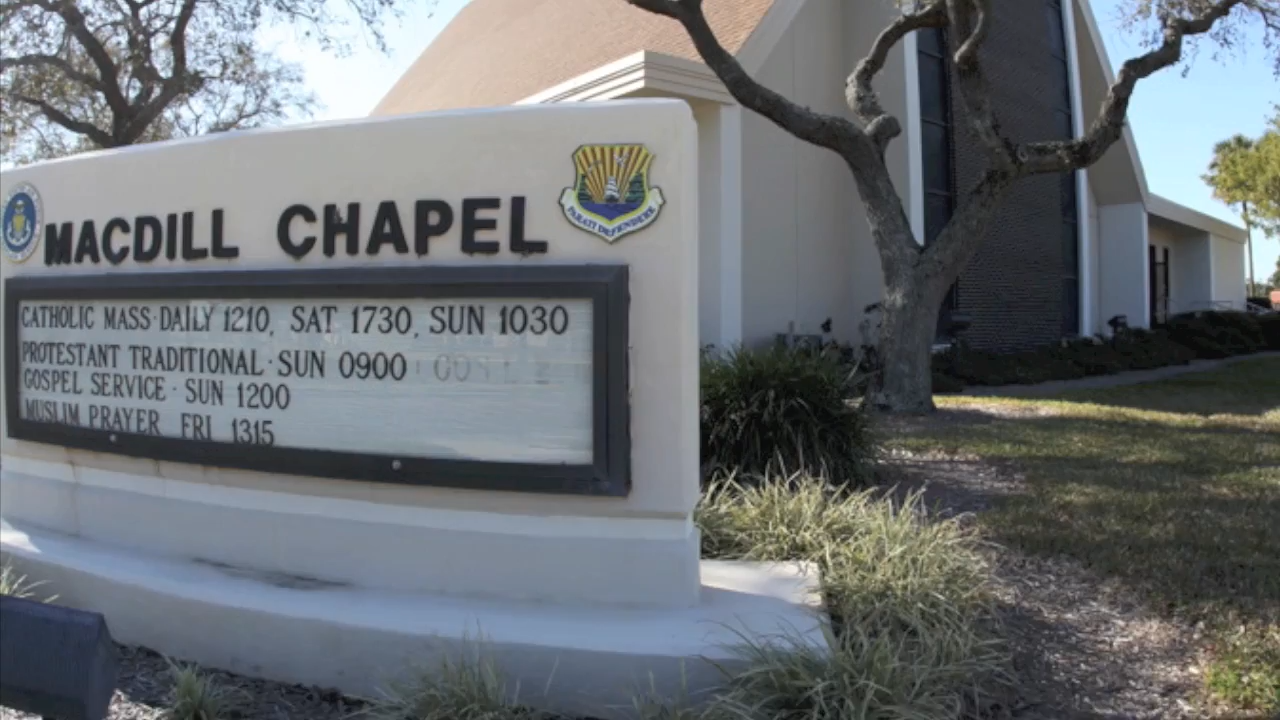 MACDILL CHAPEL
PARATI DEFENDERE
CATHOLIC MASS·DAILY 1210, SAT 1730, SUN 1030
PROTESTANT TRADITIONAL·SUN 0900
GOSPEL SERVICE·SUN 1200
MUSLIM PRAYER FRI 1315